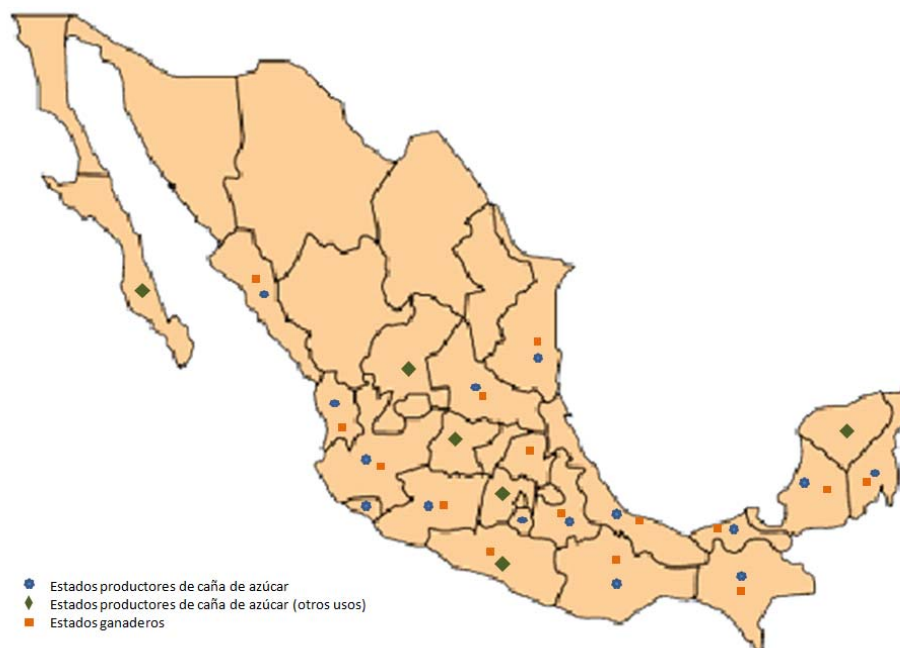 Estados productores de caña de azúcar
Estados productores de caña de azúcar (otros usos)
Estados ganaderos